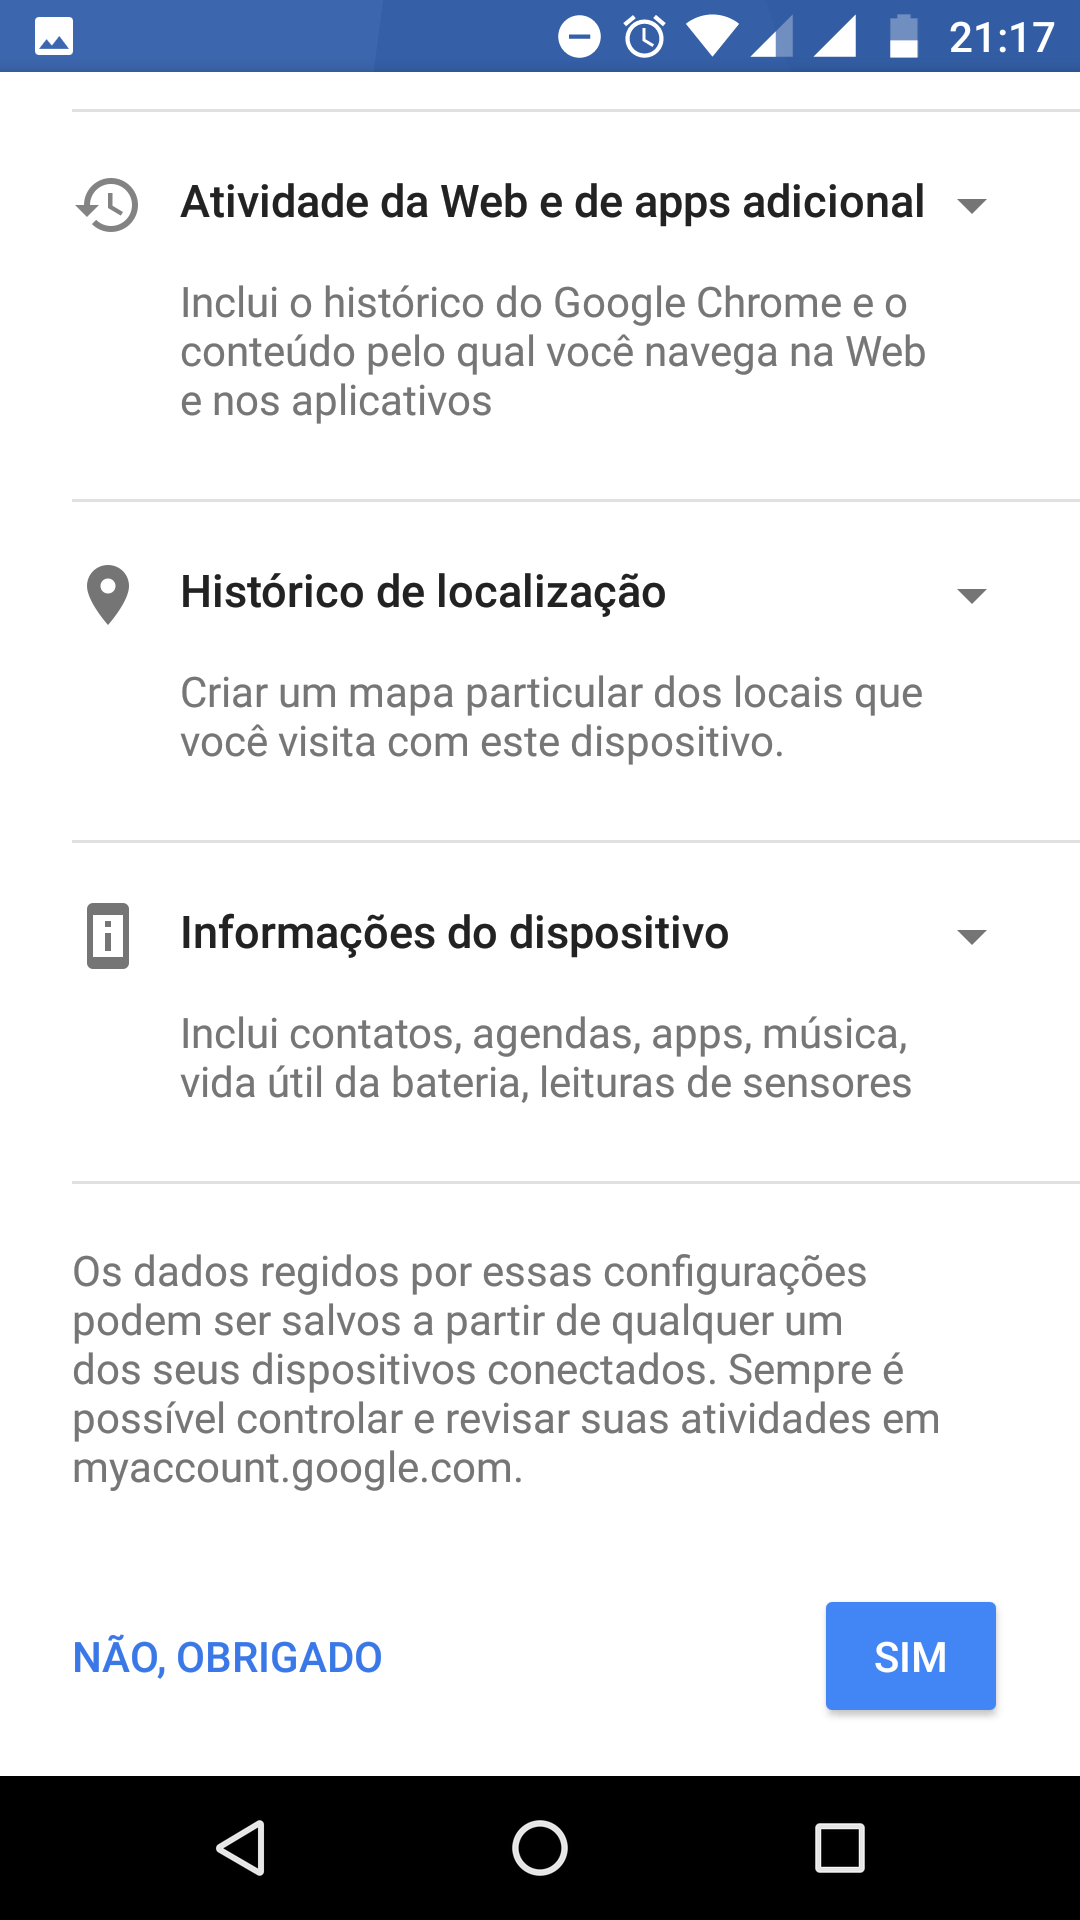 21:17
Atividade da Web e de apps adicional
Inclui o histórico do Google Chrome e o
conteúdo pelo qual você navega na Web
e nos aplicativos
Histórico de localização
Criar um mapa particular dos locais que
você visita com este dispositivo.
Informações do dispositivo
Inclui contatos, agendas, apps, música,
vida útil da bateria, leituras de sensores
Os dados regidos por essas configurações
podem ser salvos a partir de qualquer um
dos seus dispositivos conectados. Sempre é
possível controlar e revisar suas atividades em
myaccount.google.com.
NÃO, OBRIGADO
SIM